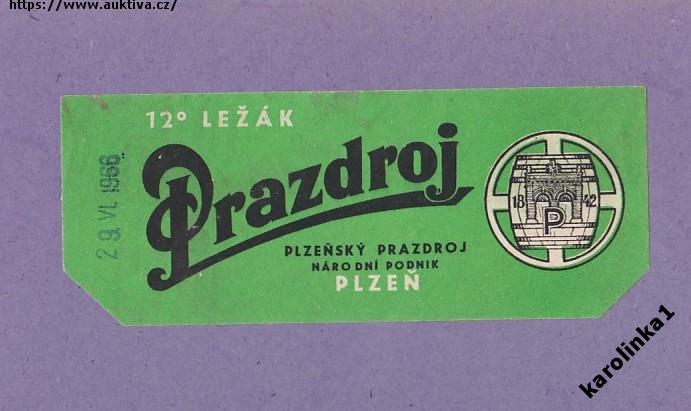 https://www.auktiva.cz/
12° LEŽÁK
Prazdroj
29. VI. 1966
18 42
P
PLZEŇSKÝ PRAZDROJ
NÁRODNÍ PODNIK
PLZEŇ
karolinka1